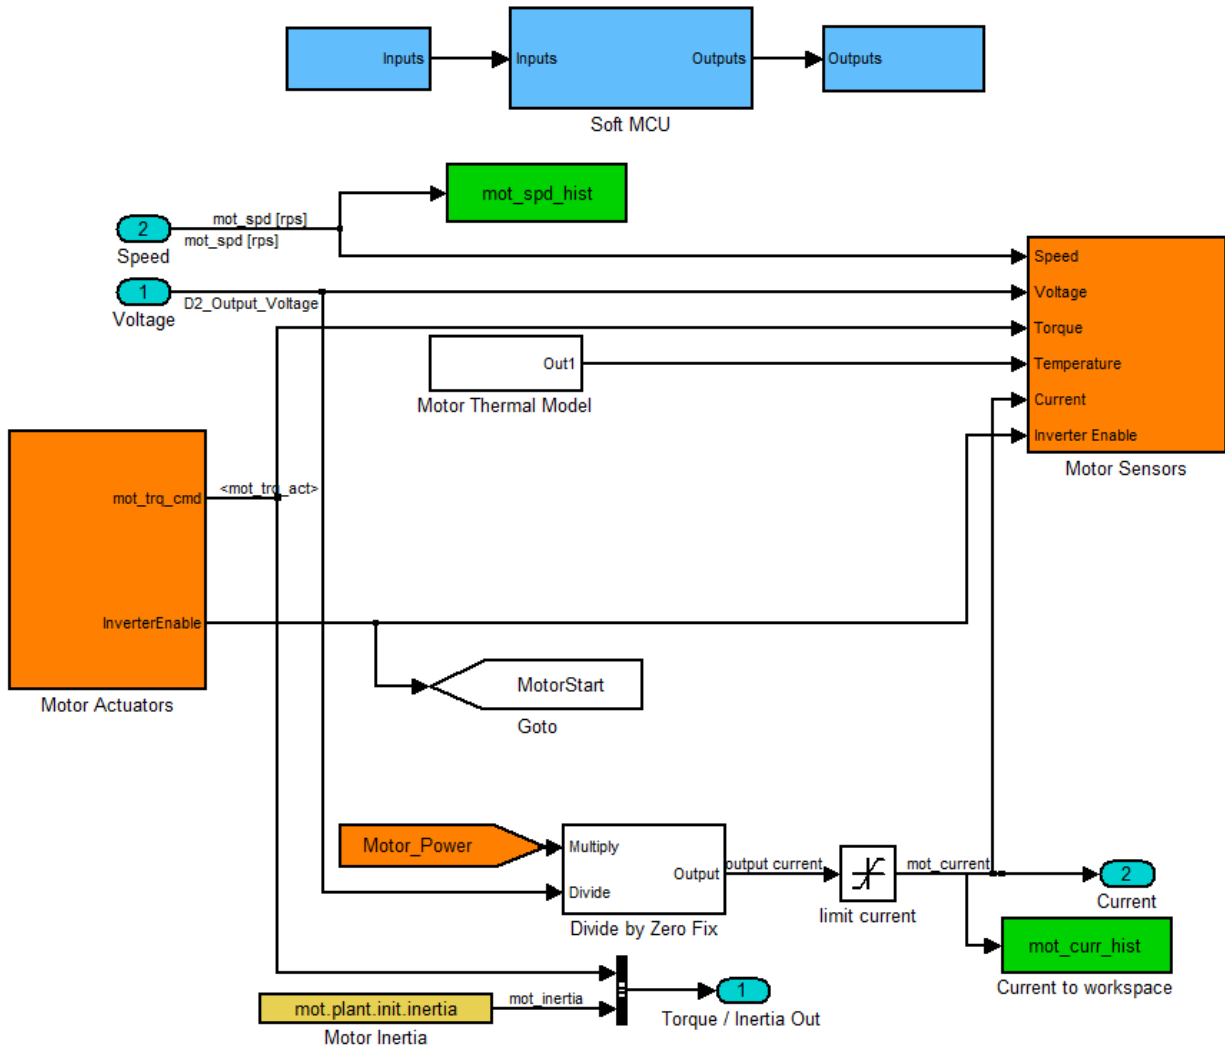 Inputs
Inputs
Outputs
Outputs
Soft MCU
mot_spd_hist
mot_spd [rps]
2
mot_spd [rps]
Speed
Speed
1
D2_Output_Voltage
Voltage
Voltage
Torque
Out1
Temperature
Motor Thermal Model
Current
Inverter Enable
Motor Sensors
<mot_trq_act>
mot_trq_cmd
InverterEnable
Motor Actuators
MotorStart
Goto
Motor_Power
Multiply
Output
Divide
output current
mot_current
2
Divide by Zero Fix
limit current
Current
mot_curr_hist
Current to workspace
mot.plant.init.inertia
mot_inertia
1
Motor Inertia
Torque / Inertia Out